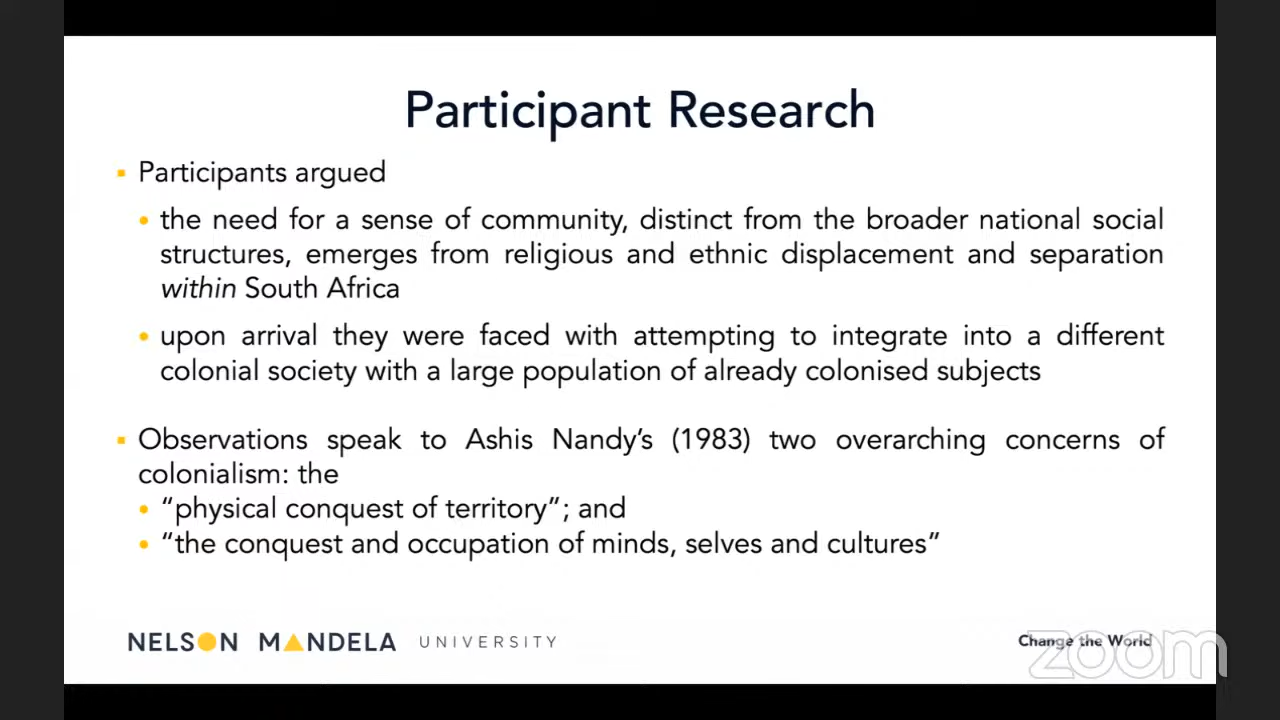 Participant Research
Participants argued
the need for a sense of community, distinct from the broader national social
structures, emerges from religious and ethnic displacement and separation
within South Africa
upon arrival they were faced with attempting to integrate into a different
colonial society with a large population of already colonised subjects
Observations speak to Ashis Nandy’s (1983) two overarching concerns of
colonialism: the
“physical conquest of territory”; and
“the conquest and occupation of minds, selves and cultures”
NELSON MANDELA UNIVERSITY
Change the World
zoom